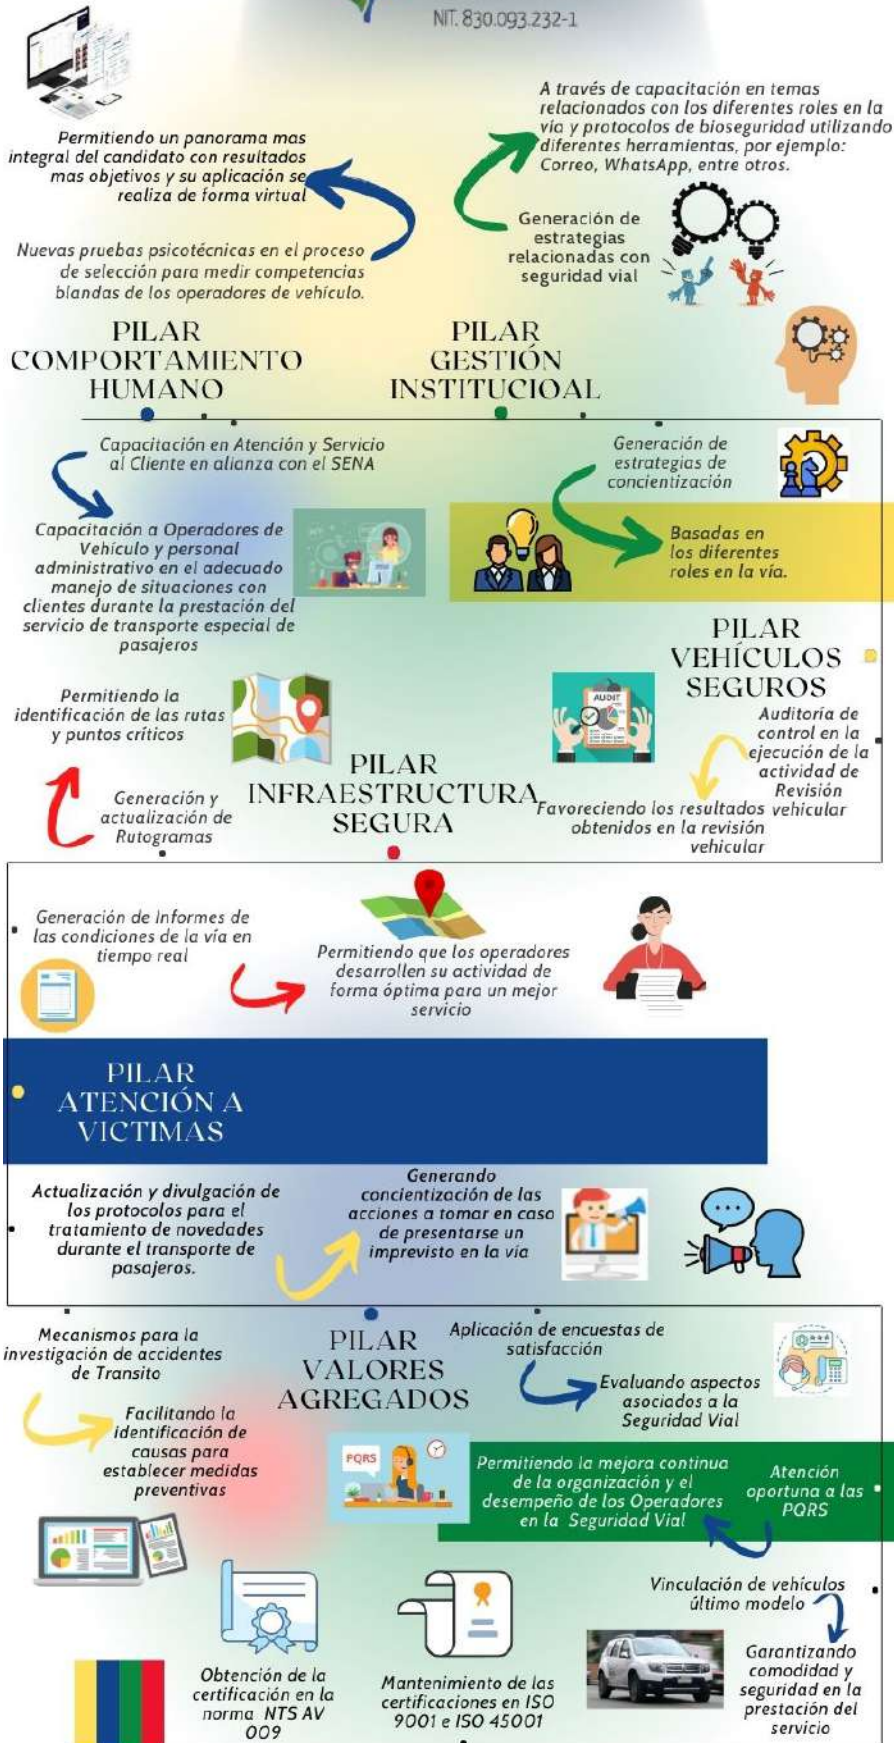 NIT. 830.093.232-1
Permitiendo un panorama mas
integral del candidato con resultados
mas objetivos y su aplicación se
realiza de forma virtual
Nuevas pruebas psicotécnicas en el proceso
de selección para medir competencias
blandas de los operadores de vehículo.
A través de capacitación en temas
relacionados con los diferentes roles en la
vía y protocolos de bioseguridad utilizando
diferentes herramientas, por ejemplo:
Correo, WhatsApp, entre otros.
Generación de
estrategias
relacionadas con
seguridad vial
PILAR
COMPORTAMIENTO
HUMANO
PILAR
GESTIÓN
INSTITUCIOAL
Capacitación en Atención y Servicio
al Cliente en alianza con el SENA
Capacitación a Operadores de
Vehículo y personal
administrativo en el adecuado
manejo de situaciones con
clientes durante la prestación del
servicio de transporte especial de
pasajeros
Generación de
estrategias de
concientización
Basadas en
los diferentes
roles en la vía.
PILAR
VEHÍCULOS
SEGUROS
AUDIT
Auditoría de
control en la
ejecución de la
actividad de
Revisión
vehicular
Favoreciendo los resultados
obtenidos en la revisión
vehicular
Permitiendo la
identificación de las rutas
y puntos críticos
Generación y
actualización de
Rutogramas
PILAR
INFRAESTRUCTURA
SEGURA
Generación de Informes de
las condiciones de la vía en
tiempo real
Permitiendo que los operadores
desarrollen su actividad de
forma óptima para un mejor
servicio
PILAR
ATENCIÓN A
VICTIMAS
Actualización y divulgación de
los protocolos para el
tratamiento de novedades
durante el transporte de
pasajeros.
Generando
concientización de las
acciones a tomar en caso
de presentarse un
imprevisto en la vía
Mecanismos para la
investigación de accidentes
de Transito
Facilitando la
identificación de
causas para
establecer medidas
preventivas
PILAR
VALORES
AGREGADOS
Aplicación de encuestas de
satisfacción
Evaluando aspectos
asociados a la
Seguridad Vial
PQRS
Permitiendo la mejora continua
de la organización y el
desempeño de los Operadores
en la Seguridad Vial
Atención
oportuna a las
PQRS
Vinculación de vehículos
último modelo
Garantizando
comodidad y
seguridad en la
prestación del
servicio
Obtención de la
certificación en la
norma NTS AV
009
Mantenimiento de las
certificaciones en ISO
9001 e ISO 45001